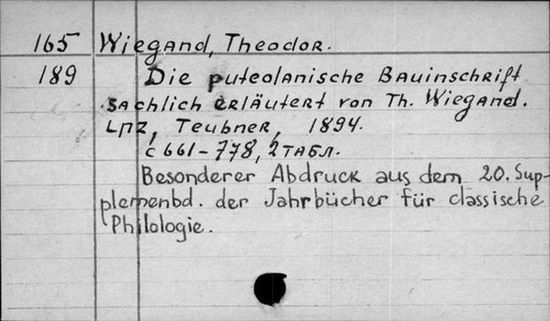 165 Wiegand, Theodor.
189 Die puteolanische Bauinschrift
sachlich erläutert von Th. Wiegand.
Lpz, Teubner, 1894.
с 661-778, 2 табл.
Besonderer Abdruck aus dem 20. Sup-
plemenbd. der Jahrbücher für classische
Philologie.